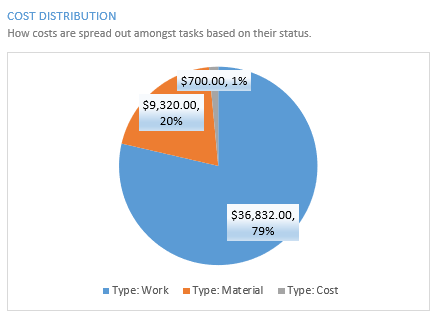 COST DISTRIBUTION
How costs are spread out amongst tasks based on their status.
$700.00, 1%
$9,320.00,
20%
$36,832.00,
79%
Type: Work Type: Material Type: Cost